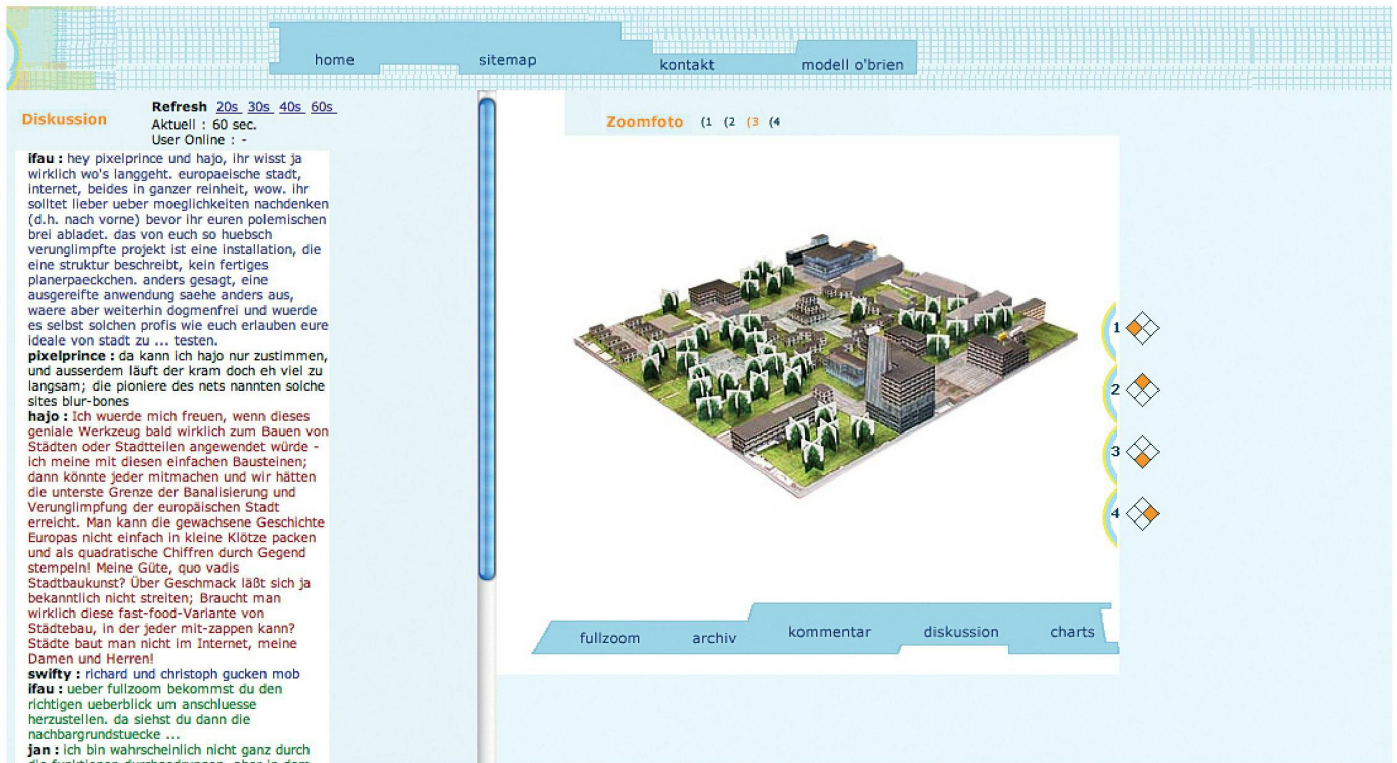 home
sitemap
kontakt
modell o'brien
Diskussion
Refresh 20s 30s 40s 60s
Aktuell : 60 sec.
User Online : -
ifau : hey pixelprince und hajo, ihr wisst ja
wirklich wo's langgeht. europaeische stadt,
internet, beides in ganzer reinheit, wow. ihr
solltet lieber ueber moeglichkeiten nachdenken
(d.h. nach vorne) bevor ihr euren polemischen
brei abladet. das von euch so huebsch
verunglimpfte projekt ist eine installation, die
eine struktur beschreibt, kein fertiges
planerpaeckchen. anders gesagt, eine
ausgereifte anwendung saehe anders aus,
waere aber weiterhin dogmenfrei und wuerde
es selbst solchen profis wie euch erlauben eure
ideale von stadt zu ... testen.
pixelprince : da kann ich hajo nur zustimmen,
und ausserdem läuft der kram doch eh viel zu
langsam; die pioniere des nets nannten solche
sites blur-bones
hajo : Ich wuerde mich freuen, wenn dieses
geniale Werkzeug bald wirklich zum Bauen von
Städten oder Stadtteilen angewendet würde -
ich meine mit diesen einfachen Bausteinen;
dann könnte jeder mitmachen und wir hätten
die unterste Grenze der Banalisierung und
Verunglimpfung der europäischen Stadt
erreicht. Man kann die gewachsene Geschichte
Europas nicht einfach in kleine Klötze packen
und als quadratische Chiffren durch Gegend
stempeln! Meine Güte, quo vadis
Stadtbaukunst? Über Geschmack läßt sich ja
bekanntlich nicht streiten; Braucht man
wirklich diese fast-food-Variante von
Städtebau, in der jeder mit-zappen kann?
Städte baut man nicht im Internet, meine
Damen und Herren!
swifty : richard und christoph gucken mob
ifau : ueber fullzoom bekommst du den
richtigen ueberblick um anschluesse
herzustellen. da siehst du dann die
nachbargrundstuecke ...
jan : ich bin wahrscheinlich nicht ganz durch
die funktionen durchgedrungen, aber in dem
Zoomfoto (1 (2 (3 (4
1
2
3
4
fullzoom
archiv
kommentar
diskussion
charts